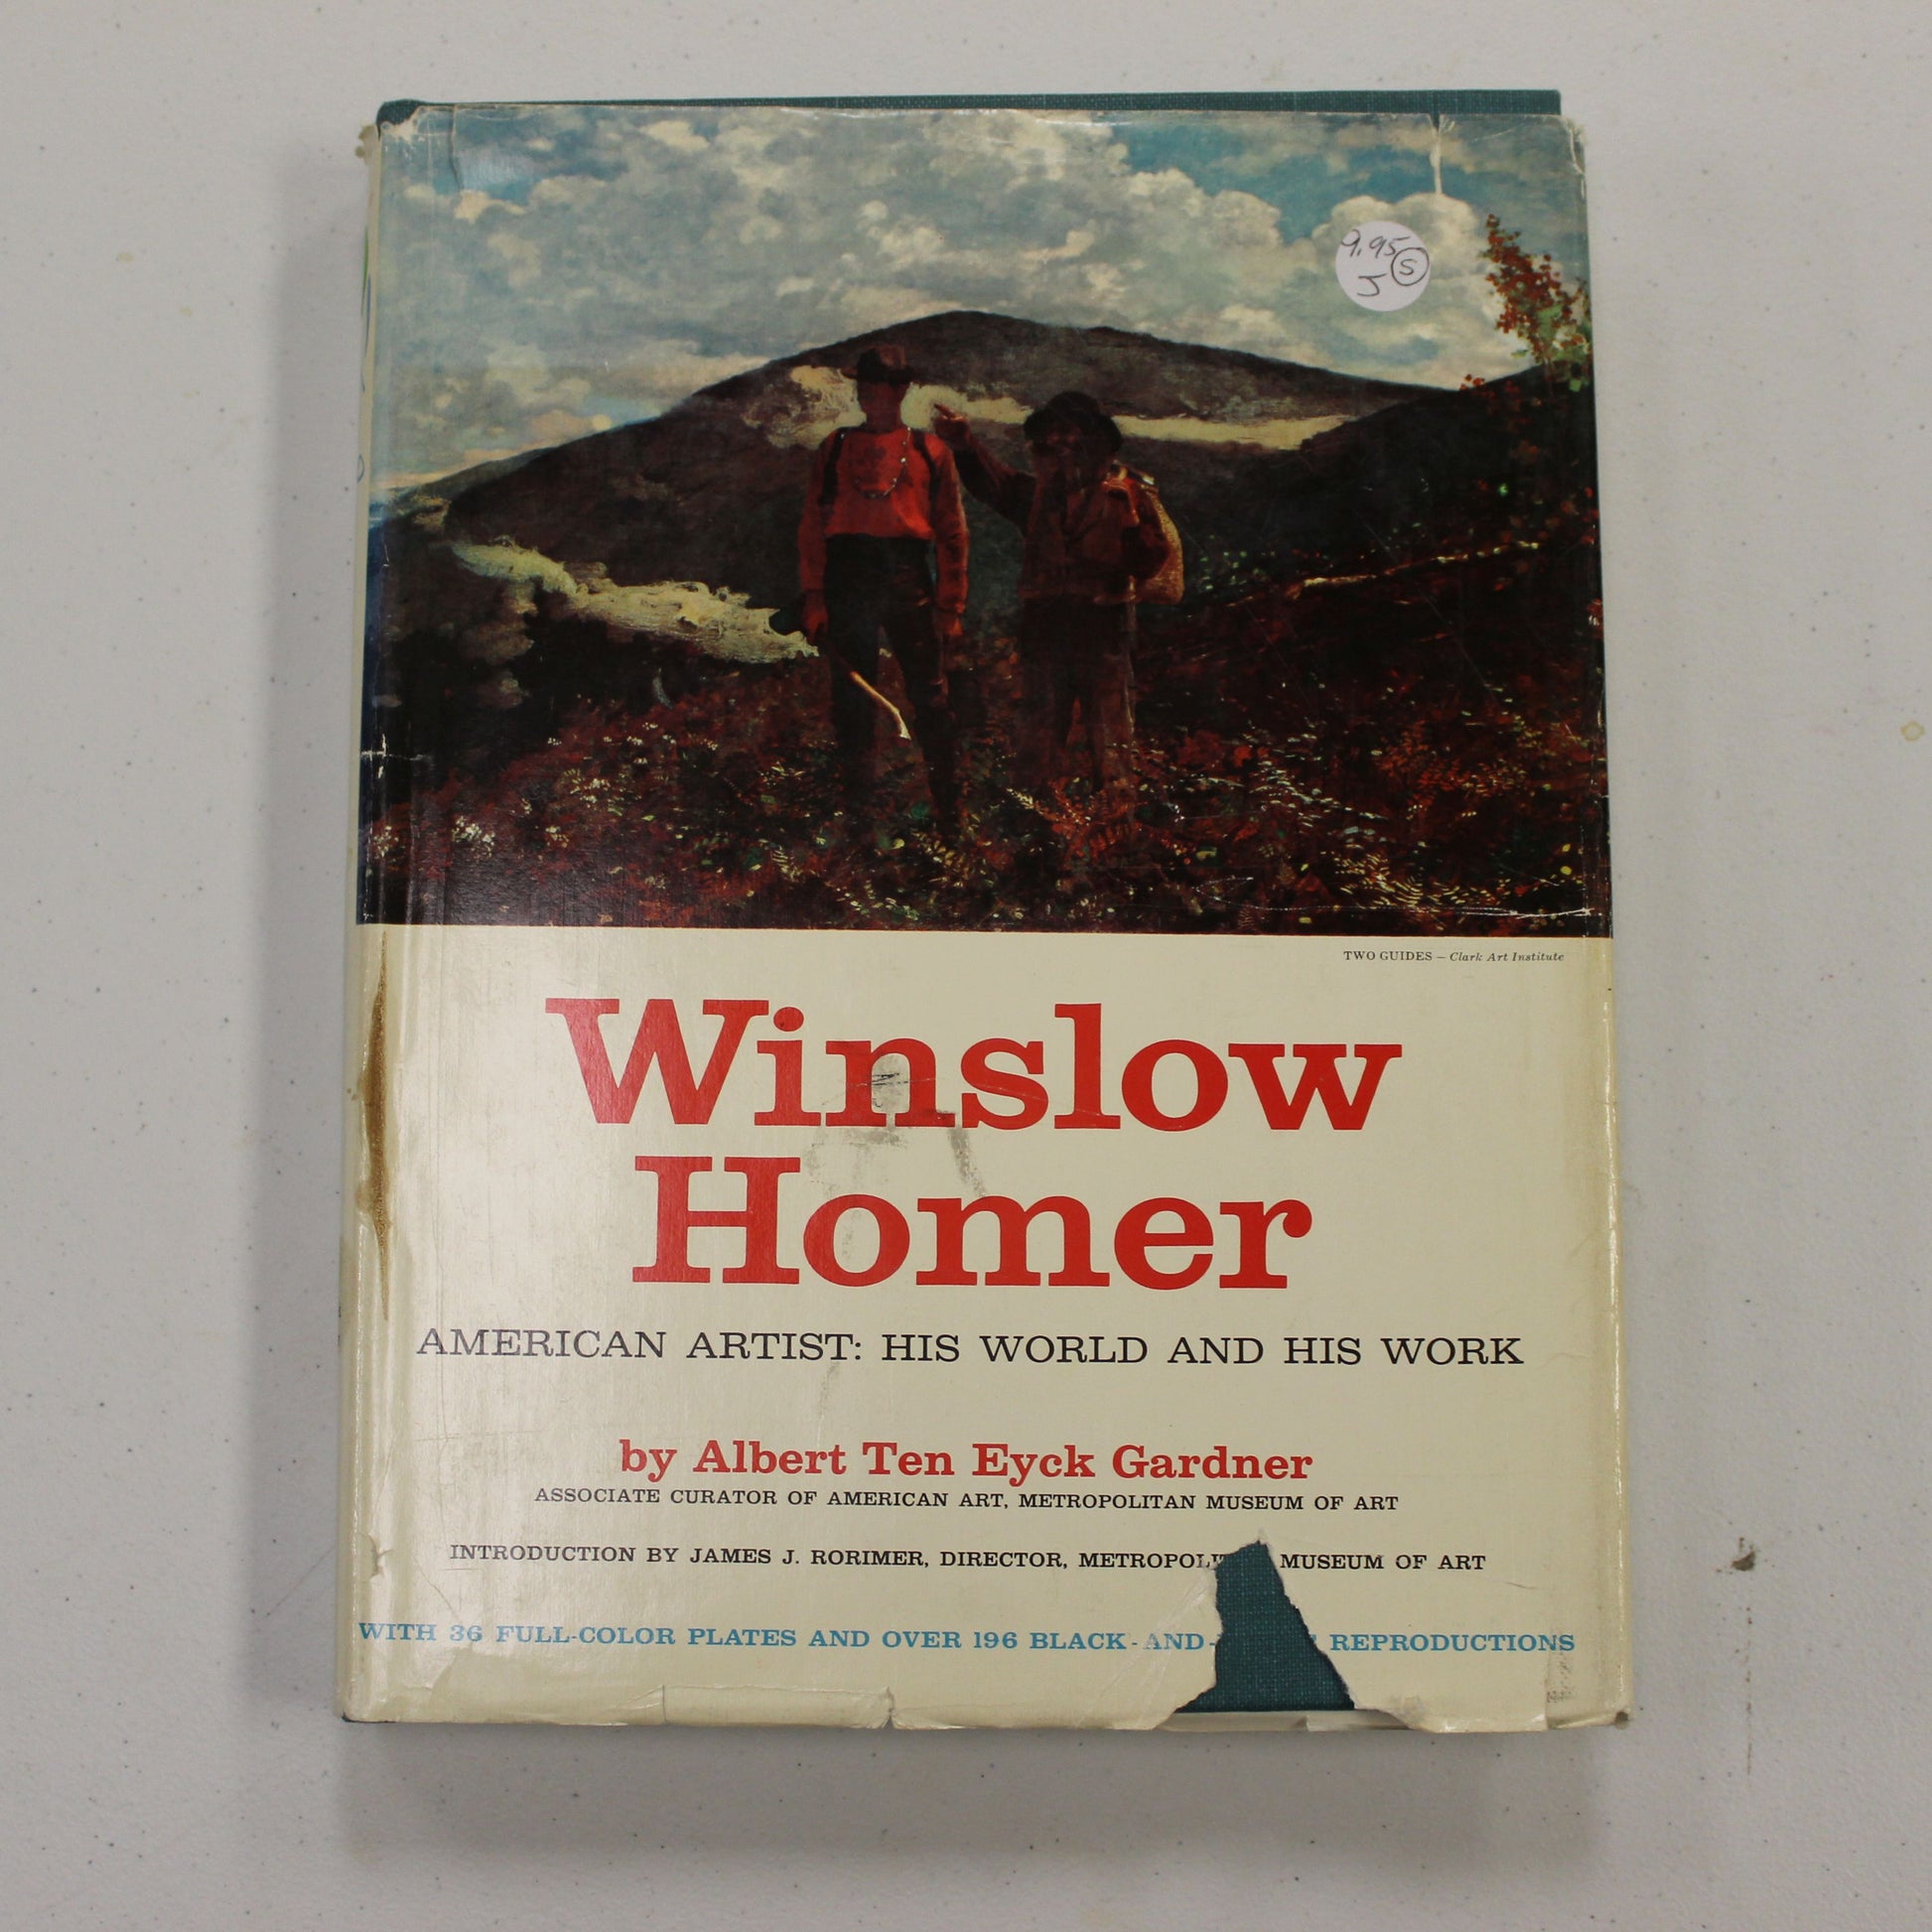 9.95 S
J
TWO GUIDES – Clark Art Institute
Winslow
Homer
AMERICAN ARTIST: HIS WORLD AND HIS WORK
by Albert Ten Eyck Gardner
ASSOCIATE CURATOR OF AMERICAN ART, METROPOLITAN MUSEUM OF ART
INTRODUCTION BY JAMES J. RORIMER, DIRECTOR, MUSEUM OF ART
WITH 36 FULL-COLOR PLATES AND OVER 196 BLACK-AND- REPRODUCTIONS